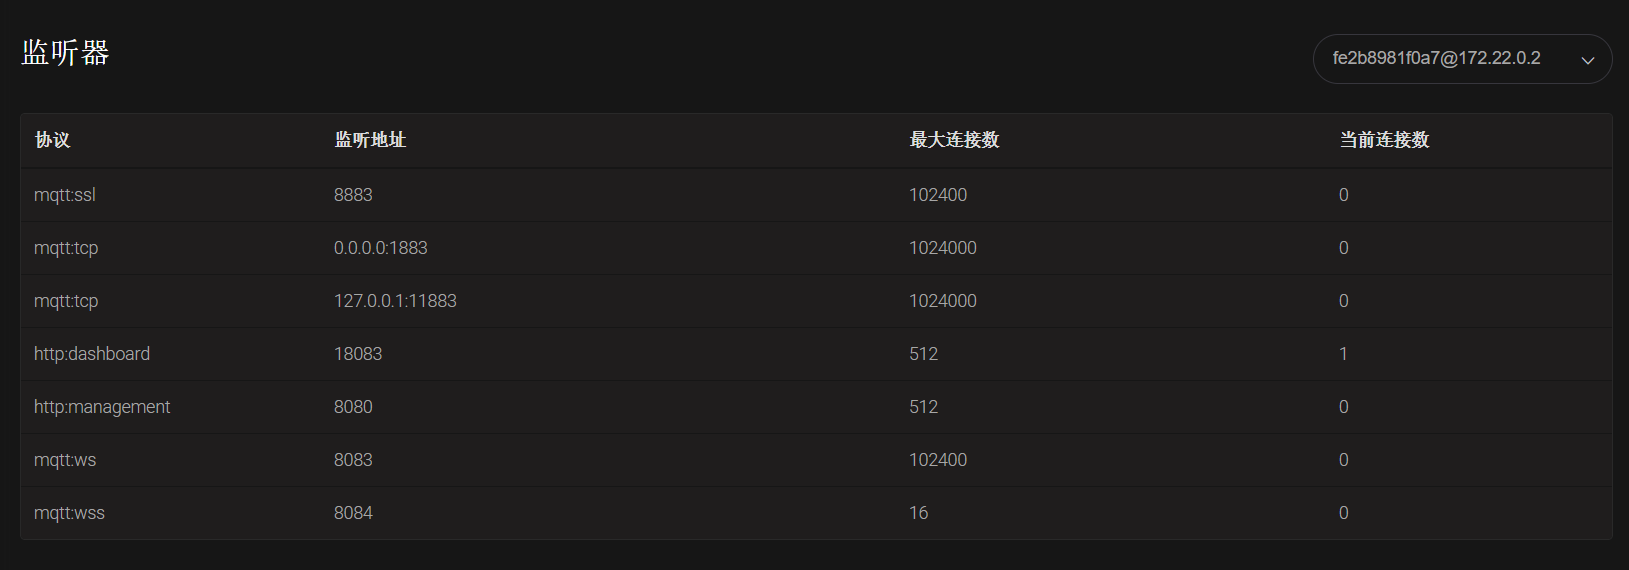 监听器
fe2b8981f0a7@172.22.0.2
协议 监听地址 最大连接数 当前连接数
mqtt:ssl 8883 102400 0
mqtt:tcp 0.0.0.0:1883 1024000 0
mqtt:tcp 127.0.0.1:11883 1024000 0
http:dashboard 18083 512 1
http:management 8080 512 0
mqtt:ws 8083 102400 0
mqtt:wss 8084 16 0